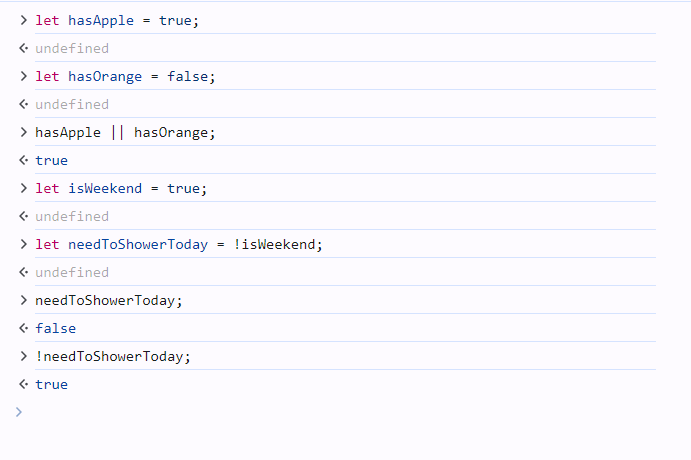 let hasApple = true;
undefined
let hasOrange = false;
undefined
hasApple || hasOrange;
true
let isWeekend = true;
undefined
let needToShowerToday = !isWeekend;
undefined
needToShowerToday;
false
!needToShowerToday;
true